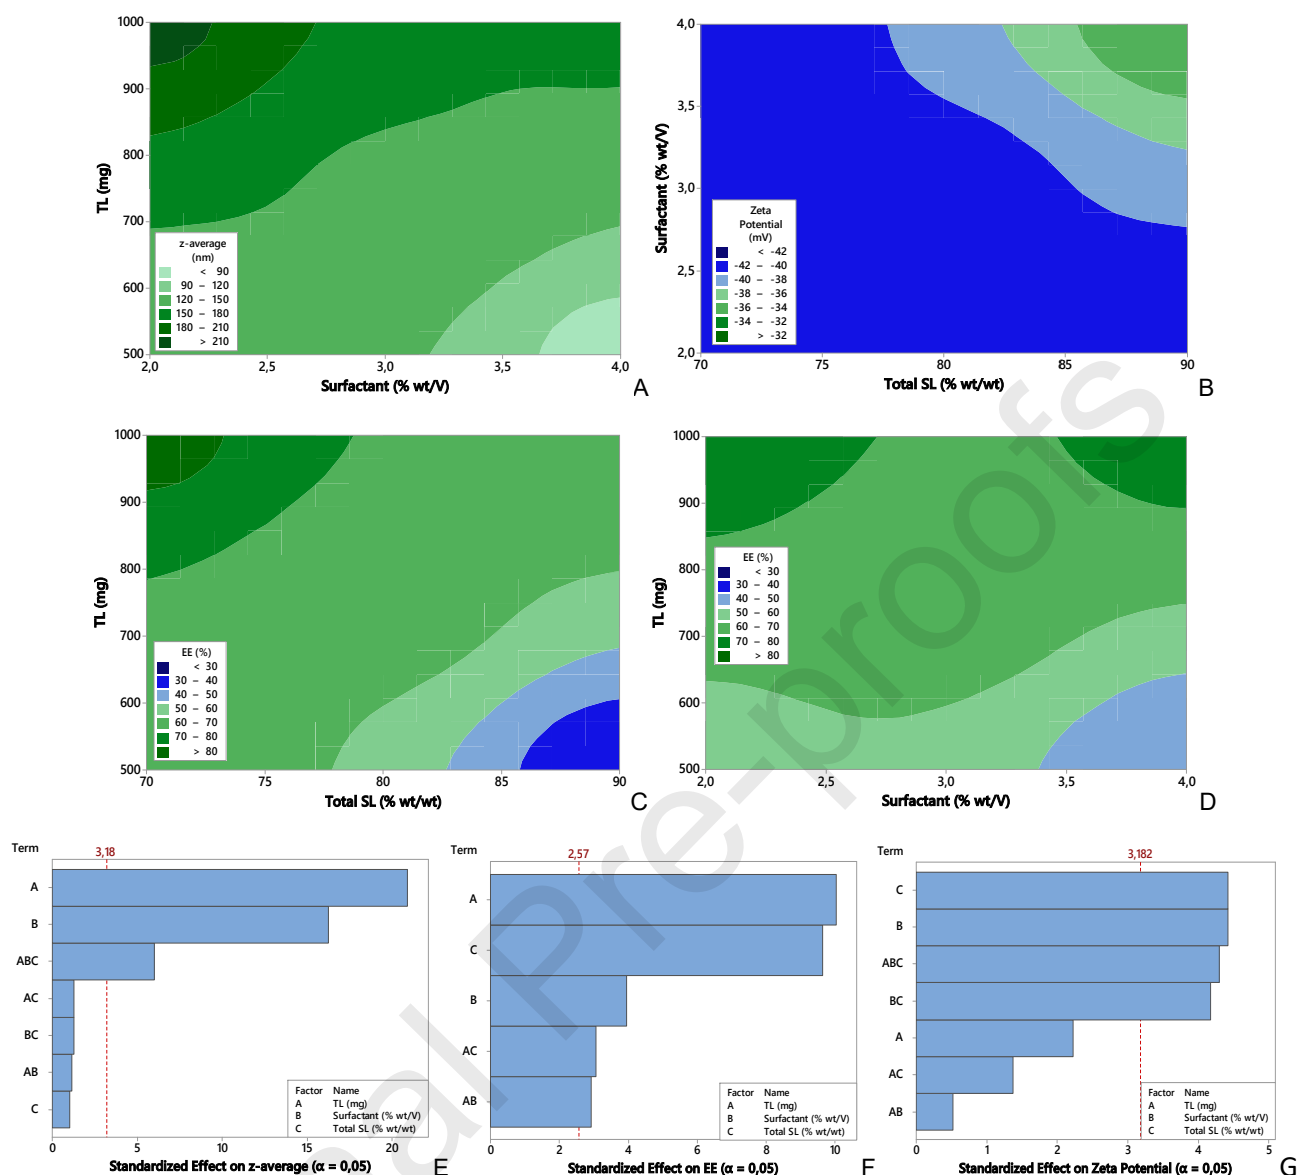 1000
900
800
700
600
500
TL (mg)
z-average
(nm)
< 90
90 – 120
120 – 150
150 – 180
180 – 210
> 210
2,0 2,5 3,0 3,5 4,0
Surfactant (% wt/V)
A
4,0
3,5
3,0
2,5
2,0
Surfactant (% wt/V)
Zeta
Potential
(mV)
< -42
-42 – -40
-40 – -38
-38 – -36
-36 – -34
-34 – -32
> -32
70 75 80 85 90
Total SL (% wt/wt)
B
1000
900
800
700
600
500
TL (mg)
EE (%)
< 30
30 – 40
40 – 50
50 – 60
60 – 70
70 – 80
> 80
70 75 80 85 90
Total SL (% wt/wt)
C
1000
900
800
700
600
500
TL (mg)
EE (%)
< 30
30 – 40
40 – 50
50 – 60
60 – 70
70 – 80
> 80
2,0 2,5 3,0 3,5 4,0
Surfactant (% wt/V)
D
Term
3,18
A
B
ABC
AC
BC
AB
C
Factor Name
A TL (mg)
B Surfactant (% wt/V)
C Total SL (% wt/wt)
0 5 10 15 20
Standardized Effect on z-average (α = 0,05)
E
Term
2,57
A
C
B
AC
AB
Factor Name
A TL (mg)
B Surfactant (% wt/V)
C Total SL (% wt/wt)
0 2 4 6 8 10
Standardized Effect on EE (α = 0,05)
F
Term
3,182
C
B
ABC
BC
A
AC
AB
Factor Name
A TL (mg)
B Surfactant (% wt/V)
C Total SL (% wt/wt)
0 1 2 3 4 5
Standardized Effect on Zeta Potential (α = 0,05)
G
nal Pre-proofs